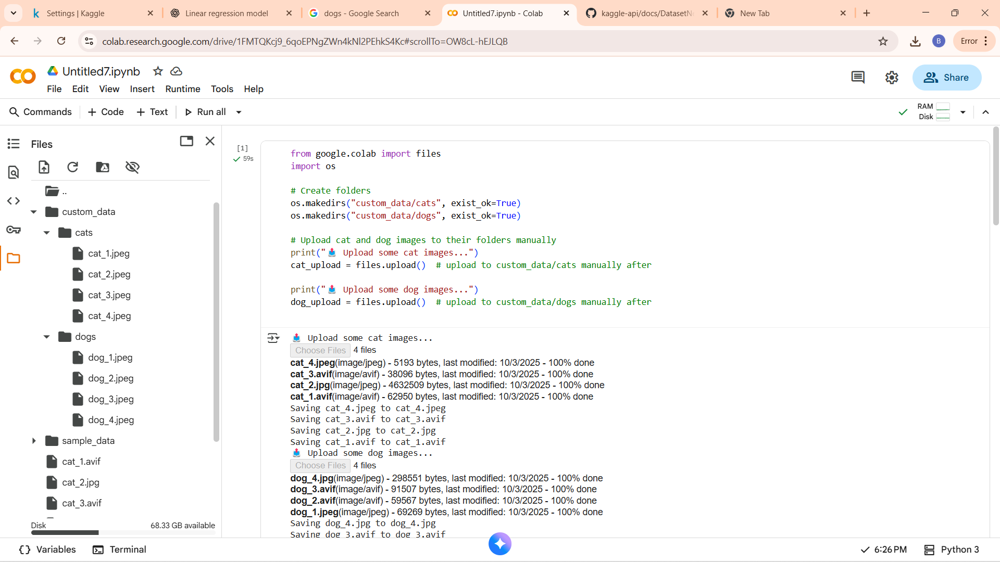 Settings | Kaggle
Linear regression model
dogs - Google Search
Untitled7.ipynb - Colab
kaggle-api/docs/DatasetN
New Tab
colab.research.google.com/drive/1FMTQKcj9_6qoEPNgZWn4kNl2PEhkS4Kc#scrollTo=OW8cL-hEJLQB
B
Error
Untitled7.ipynb
File Edit View Insert Runtime Tools Help
Share
Commands + Code + Text Run all
RAM
Disk
Files
..
custom_data
cats
cat_1.jpeg
cat_2.jpeg
cat_3.jpeg
cat_4.jpeg
dogs
dog_1.jpeg
dog_2.jpeg
dog_3.jpeg
dog_4.jpeg
sample_data
cat_1.avif
cat_2.jpg
cat_3.avif
Disk 68.33 GB available
[1]
59s
from google.colab import files
import os
# Create folders
os.makedirs("custom_data/cats", exist_ok=True)
os.makedirs("custom_data/dogs", exist_ok=True)
# Upload cat and dog images to their folders manually
print("📤 Upload some cat images...")
cat_upload = files.upload()  # upload to custom_data/cats manually after
print("📤 Upload some dog images...")
dog_upload = files.upload()  # upload to custom_data/dogs manually after
📤 Upload some cat images...
Choose Files 4 files
cat_4.jpeg(image/jpeg) - 5193 bytes, last modified: 10/3/2025 - 100% done
cat_3.avif(image/avif) - 38096 bytes, last modified: 10/3/2025 - 100% done
cat_2.jpg(image/jpeg) - 4632509 bytes, last modified: 10/3/2025 - 100% done
cat_1.avif(image/avif) - 62950 bytes, last modified: 10/3/2025 - 100% done
Saving cat_4.jpeg to cat_4.jpeg
Saving cat_3.avif to cat_3.avif
Saving cat_2.jpg to cat_2.jpg
Saving cat_1.avif to cat_1.avif
📤 Upload some dog images...
Choose Files 4 files
dog_4.jpg(image/jpeg) - 298551 bytes, last modified: 10/3/2025 - 100% done
dog_3.avif(image/avif) - 91507 bytes, last modified: 10/3/2025 - 100% done
dog_2.avif(image/avif) - 59567 bytes, last modified: 10/3/2025 - 100% done
dog_1.jpeg(image/jpeg) - 69269 bytes, last modified: 10/3/2025 - 100% done
Saving dog_4.jpg to dog_4.jpg
Saving dog_3.avif to dog_3.avif
Variables
Terminal
6:26 PM
Python 3